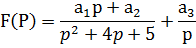 F(P) = (a₁p + a₂)/(p² + 4p + 5) + a₃/p